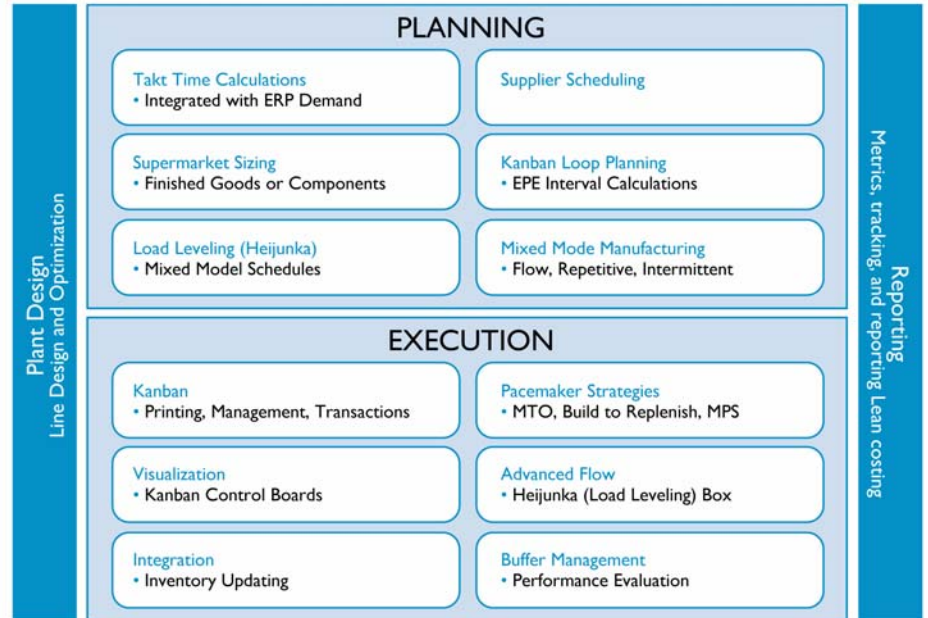 Plant Design
Line Design and Optimization
PLANNING
Takt Time Calculations
• Integrated with ERP Demand
Supplier Scheduling
Supermarket Sizing
• Finished Goods or Components
Kanban Loop Planning
• EPE Interval Calculations
Load Leveling (Heijunka)
• Mixed Model Schedules
Mixed Mode Manufacturing
• Flow, Repetitive, Intermittent
EXECUTION
Kanban
• Printing, Management, Transactions
Pacemaker Strategies
• MTO, Build to Replenish, MPS
Visualization
• Kanban Control Boards
Advanced Flow
• Heijunka (Load Leveling) Box
Integration
• Inventory Updating
Buffer Management
• Performance Evaluation
Reporting
Metrics, tracking, and reporting Lean costing